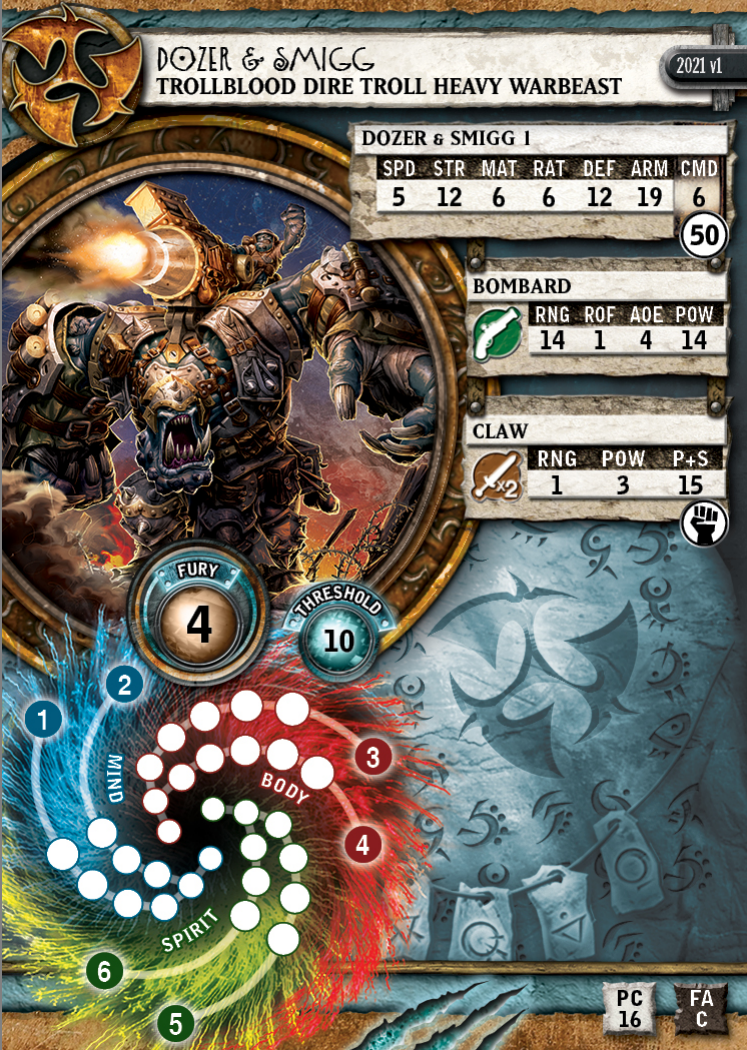 DOZER & SMIGG
TROLLBLOOD DIRE TROLL HEAVY WARBEAST
2021 v1
DOZER & SMIGG 1
SPD STR MAT RAT DEF ARM CMD
5 12 6 6 12 19 6
50
BOMBARD
RNG ROF AOE POW
14 1 4 14
CLAW
RNG POW P+S
x2 1 3 15
FURY
4
THRESHOLD
10
1
2
MIND
3
BODY
4
SPIRIT
6
5
PC FA
16 C